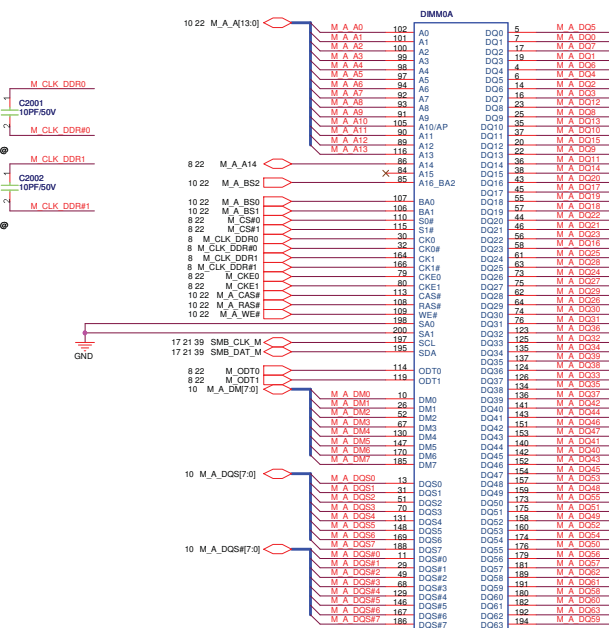 DIMM0A
10 22 M_A_A[13:0]
M_A_A0 102 A0 DQ0 5 M_A_DQ5
M_A_A1 101 A1 DQ1 7 M_A_DQ0
M_A_A2 100 A2 DQ2 17 M_A_DQ7
M_A_A3 99 A3 DQ3 19 M_A_DQ1
M_A_A4 98 A4 DQ4 4 M_A_DQ6
M_A_A5 97 A5 DQ5 6 M_A_DQ4
M_A_A6 94 A6 DQ6 14 M_A_DQ2
M_A_A7 92 A7 DQ7 16 M_A_DQ3
M_A_A8 93 A8 DQ8 23 M_A_DQ12
M_A_A9 91 A9 DQ9 25 M_A_DQ8
M_A_A10 105 A10/AP DQ10 35 M_A_DQ13
M_A_A11 90 A11 DQ11 37 M_A_DQ10
M_A_A12 89 A12 DQ12 20 M_A_DQ15
M_A_A13 116 A13 DQ13 22 M_A_DQ9
8 22 M_A_A14 86 A14 DQ14 36 M_A_DQ11
84 A15 DQ15 38 M_A_DQ14
10 22 M_A_BS2 85 A16_BA2 DQ16 43 M_A_DQ20
DQ17 45 M_A_DQ17
10 22 M_A_BS0 107 BA0 DQ18 55 M_A_DQ19
10 22 M_A_BS1 106 BA1 DQ19 57 M_A_DQ18
8 22 M_CS#0 110 S0# DQ20 44 M_A_DQ22
8 22 M_CS#1 115 S1# DQ21 46 M_A_DQ21
8 M_CLK_DDR0 30 CK0 DQ22 56 M_A_DQ23
8 M_CLK_DDR#0 32 CK0# DQ23 58 M_A_DQ16
8 M_CLK_DDR1 164 CK1 DQ24 61 M_A_DQ25
8 M_CLK_DDR#1 166 CK1# DQ25 63 M_A_DQ28
8 22 M_CKE0 79 CKE0 DQ26 73 M_A_DQ24
8 22 M_CKE1 80 CKE1 DQ27 75 M_A_DQ26
10 22 M_A_CAS# 113 CAS# DQ28 62 M_A_DQ27
10 22 M_A_RAS# 108 RAS# DQ29 64 M_A_DQ29
10 22 M_A_WE# 109 WE# DQ30 74 M_A_DQ30
198 SA0 DQ31 76 M_A_DQ31
200 SA1 DQ32 123 M_A_DQ36
17 21 39 SMB_CLK_M 197 SCL DQ33 125 M_A_DQ32
17 21 39 SMB_DAT_M 195 SDA DQ34 135
DQ35 137
8 22 M_ODT0 114 ODT0 DQ36 124
8 22 M_ODT1 119 ODT1 DQ37 126
10 M_A_DM[7:0] DQ38 134
M_A_DM0 10 DM0 DQ39 136 M_A_DQ37
M_A_DM1 26 DM1 DQ40 141 M_A_DQ42
M_A_DM2 52 DM2 DQ41 143 M_A_DQ44
M_A_DM3 67 DM3 DQ42 151 M_A_DQ46
M_A_DM4 130 DM4 DQ43 153 M_A_DQ47
M_A_DM5 147 DM5 DQ44 140 M_A_DQ40
M_A_DM6 170 DM6 DQ45 142 M_A_DQ41
M_A_DM7 185 DM7 DQ46 152 M_A_DQ43
10 M_A_DQS[7:0] DQ47 154 M_A_DQ45
M_A_DQS0 13 DQS0 DQ48 157 M_A_DQ53
M_A_DQS1 31 DQS1 DQ49 159 M_A_DQ48
M_A_DQS2 51 DQS2 DQ50 173 M_A_DQ55
M_A_DQS3 70 DQS3 DQ51 175 M_A_DQ51
M_A_DQS4 131 DQS4 DQ52 158 M_A_DQ49
M_A_DQS5 148 DQS5 DQ53 160 M_A_DQ52
M_A_DQS6 169 DQS6 DQ54 174 M_A_DQ54
M_A_DQS7 188 DQS7 DQ55 176 M_A_DQ50
10 M_A_DQS#[7:0] M_A_DQS#0 11 DQS#0 DQ56 179 M_A_DQ56
M_A_DQS#1 29 DQS#1 DQ57 181 M_A_DQ57
M_A_DQS#2 49 DQS#2 DQ58 189 M_A_DQ62
M_A_DQS#3 68 DQS#3 DQ59 191 M_A_DQ61
M_A_DQS#4 129 DQS#4 DQ60 180 M_A_DQ58
M_A_DQS#5 146 DQS#5 DQ61 182 M_A_DQ60
M_A_DQS#6 167 DQS#6 DQ62 192 M_A_DQ63
M_A_DQS#7 186 DQS#7 DQ63 194 M_A_DQ59
M_CLK_DDR0
1
C2001
10PF/50V
2
M_CLK_DDR#0
@
M_CLK_DDR1
1
C2002
10PF/50V
2
M_CLK_DDR#1
@
GND